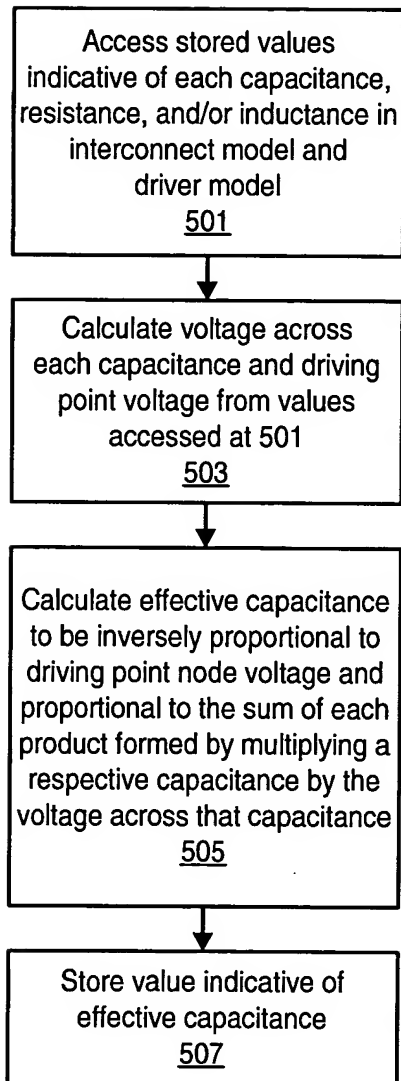 Access stored values
indicative of each capacitance,
resistance, and/or inductance in
interconnect model and
driver model
501
Calculate voltage across
each capacitance and driving
point voltage from values
accessed at 501
503
Calculate effective capacitance
to be inversely proportional to
driving point node voltage and
proportional to the sum of each
product formed by multiplying a
respective capacitance by the
voltage across that capacitance
505
Store value indicative of
effective capacitance
507